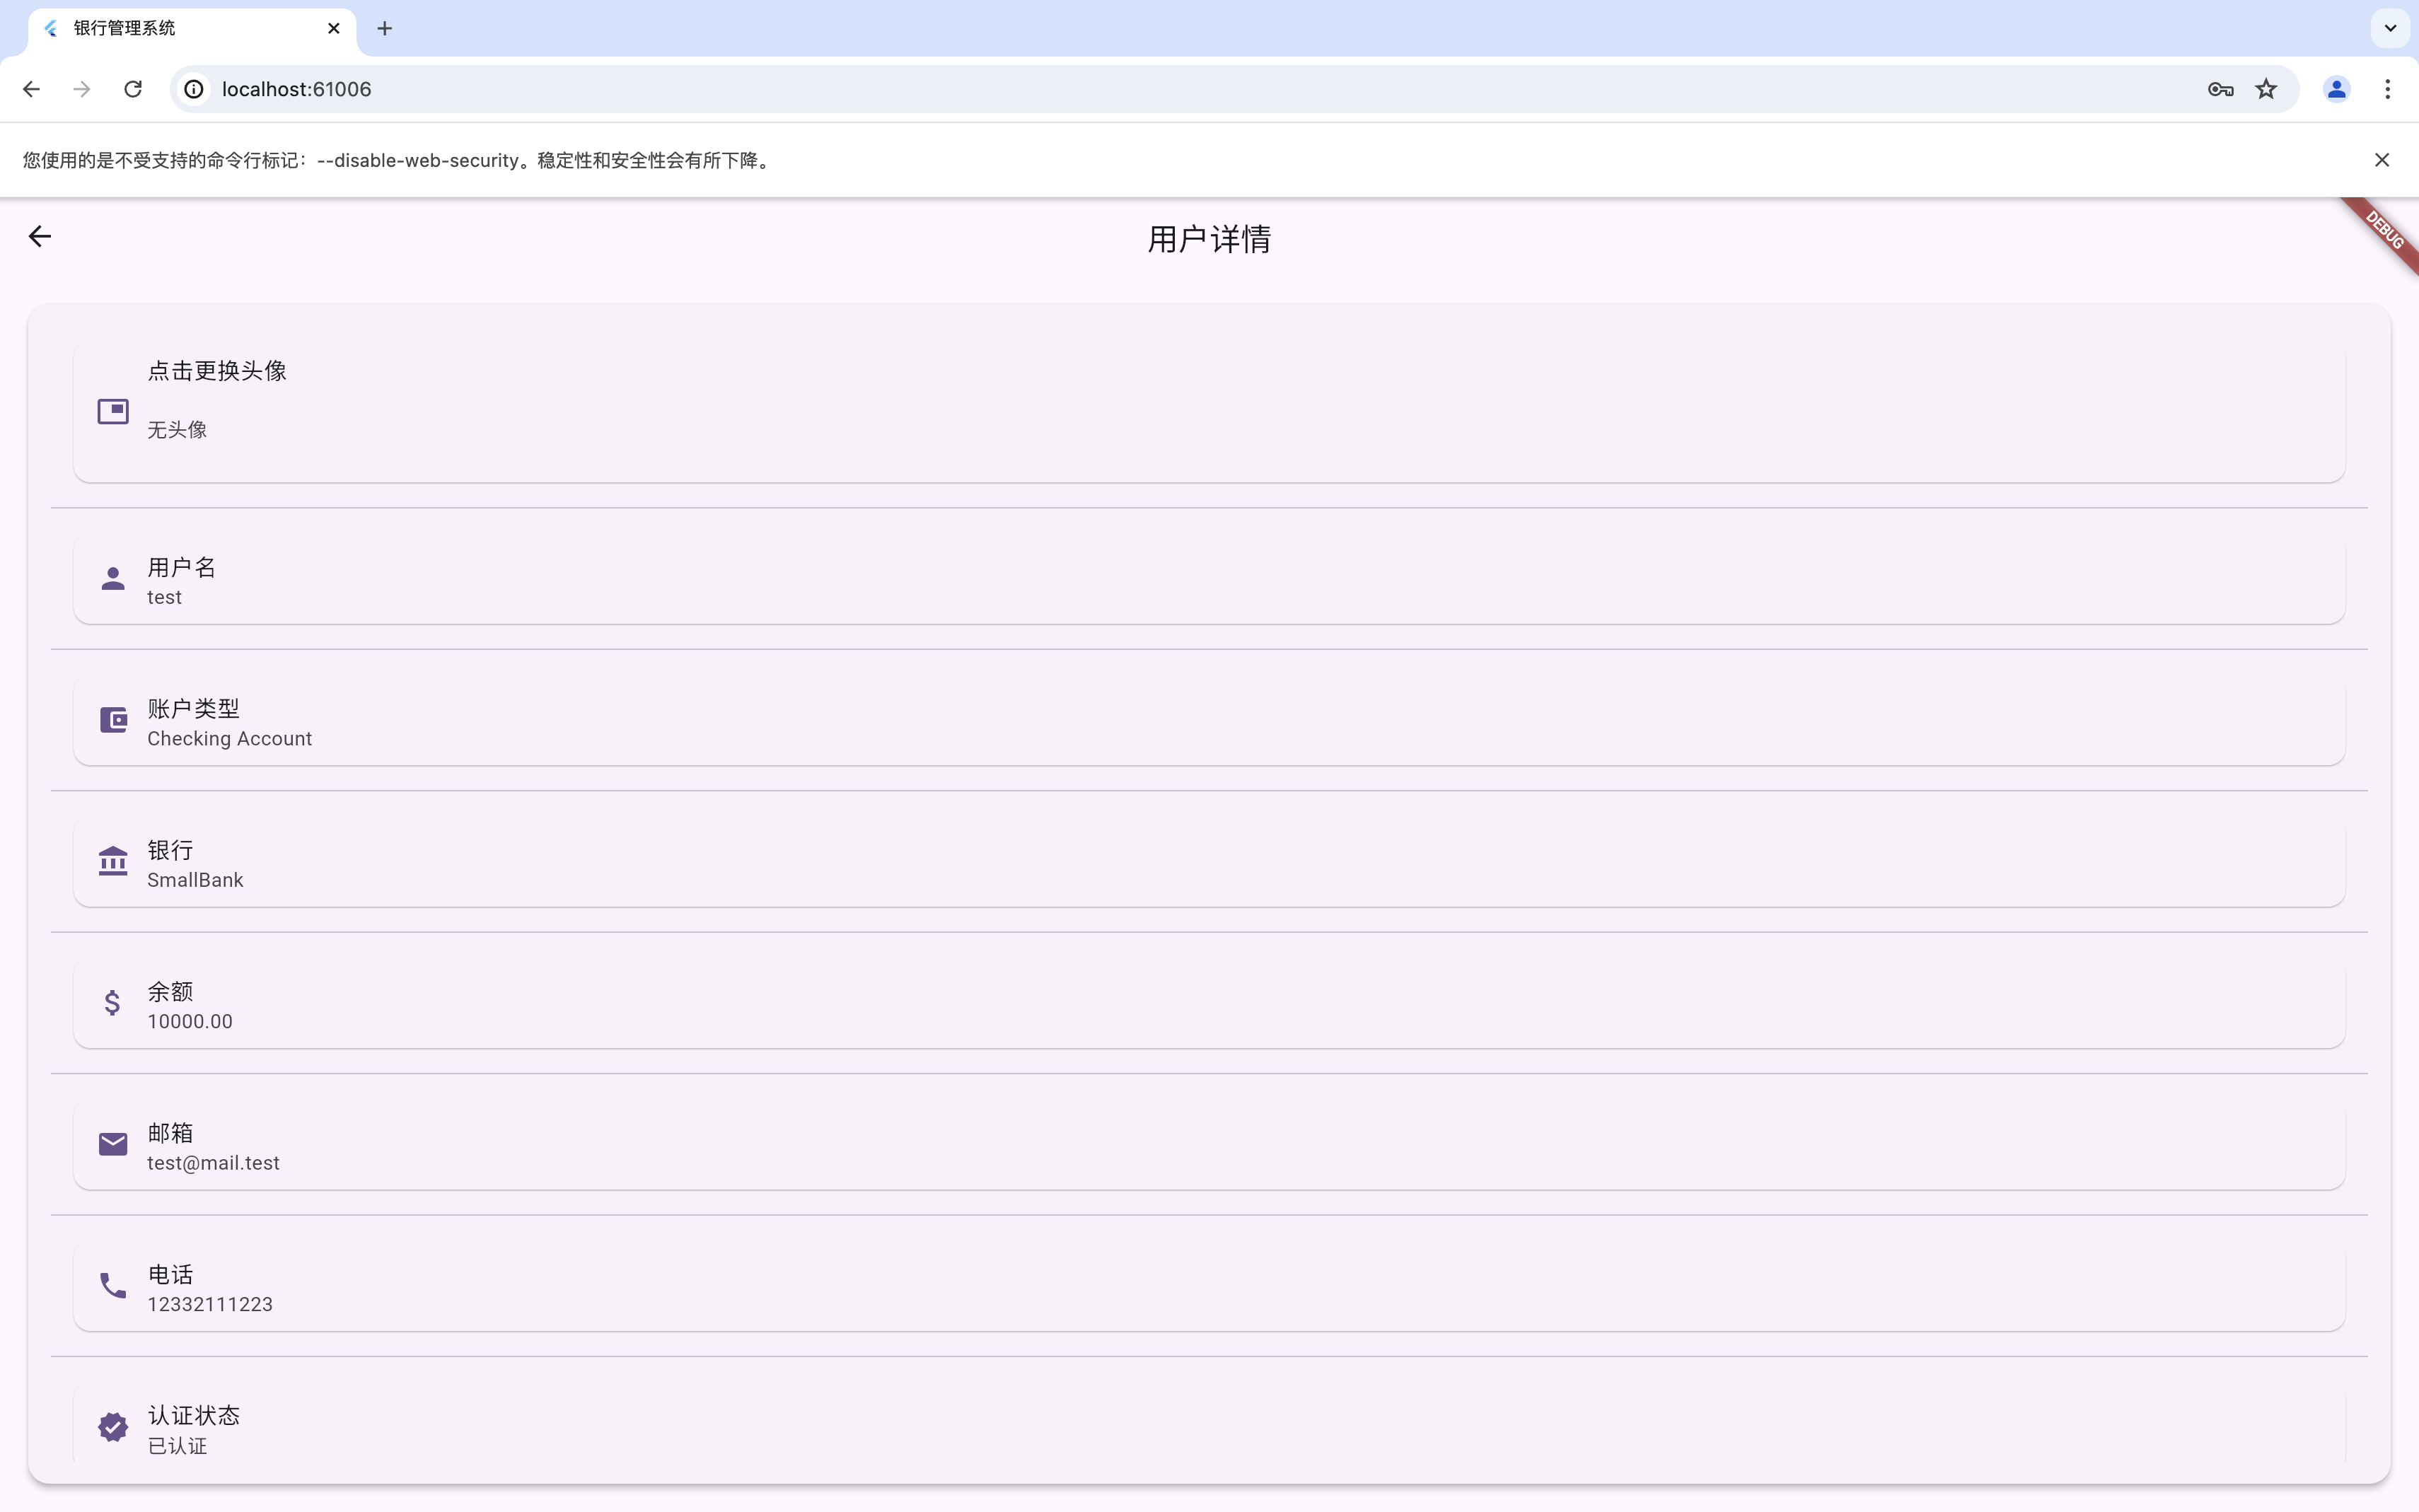 银行管理系统
localhost:61006
您使用的是不受支持的命令行标记：--disable-web-security。稳定性和安全性会有所下降。
用户详情
DEBUG
点击更换头像
无头像
用户名
test
账户类型
Checking Account
银行
SmallBank
余额
10000.00
邮箱
test@mail.test
电话
12332111223
认证状态
已认证